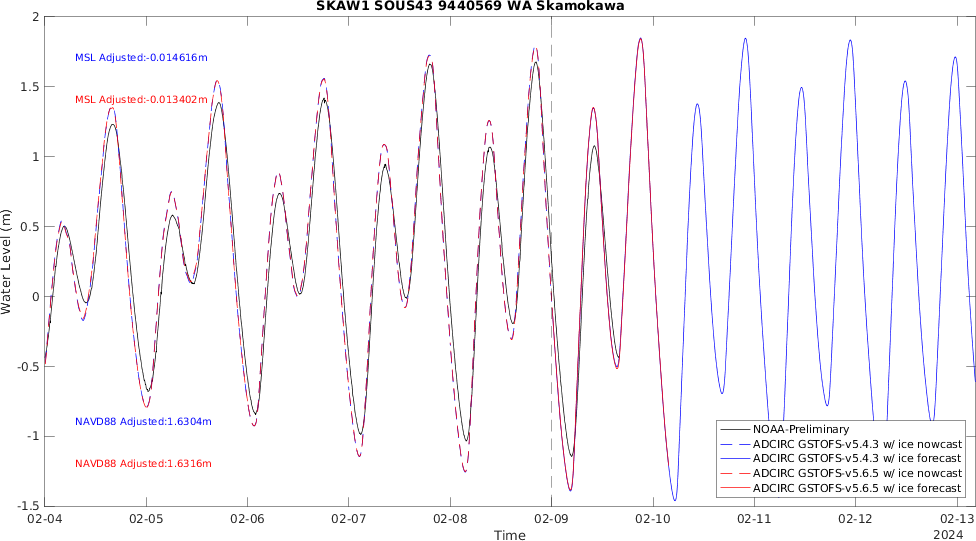 SKAW1 SOUS43 9440569 WA Skamokawa
2
1.5
1
0.5
0
-0.5
-1
-1.5
Water Level (m)
MSL Adjusted:-0.014616m
MSL Adjusted:-0.013402m
NAVD88 Adjusted:1.6304m
NAVD88 Adjusted:1.6316m
NOAA-Preliminary
ADCIRC GSTOFS-v5.4.3 w/ ice nowcast
ADCIRC GSTOFS-v5.4.3 w/ ice forecast
ADCIRC GSTOFS-v5.6.5 w/ ice nowcast
ADCIRC GSTOFS-v5.6.5 w/ ice forecast
02-04 02-05 02-06 02-07 02-08 02-09 02-10 02-11 02-12 02-13
Time
2024